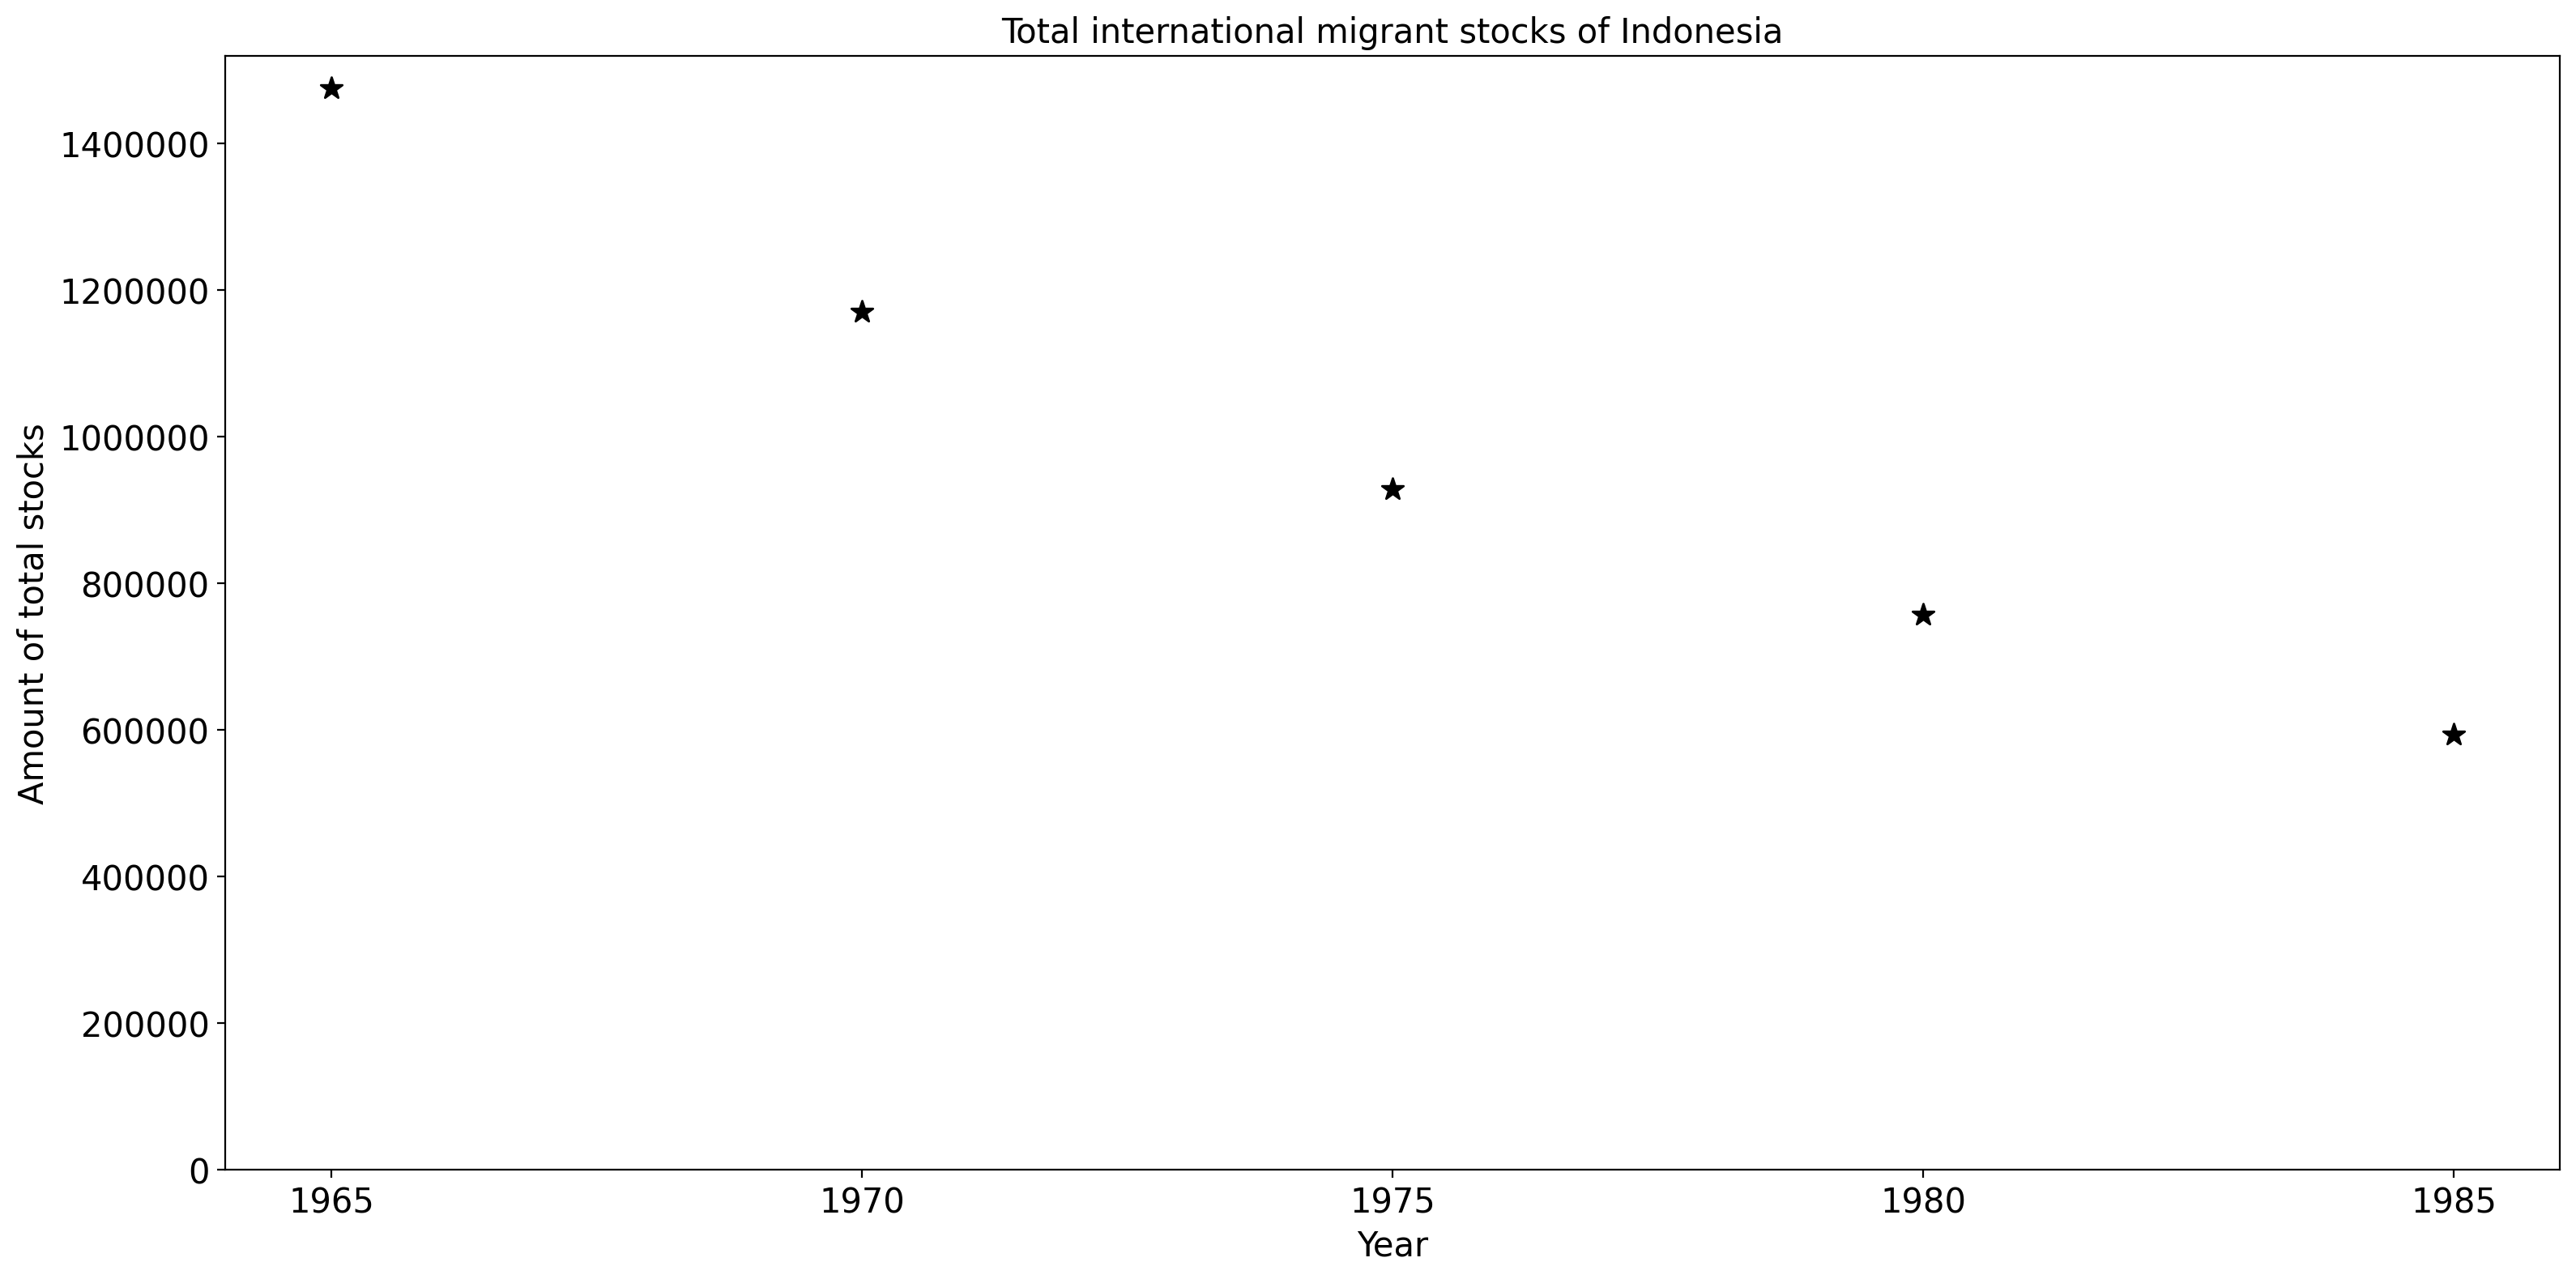 Total international migrant stocks of Indonesia
Amount of total stocks
1400000
1200000
1000000
800000
600000
400000
200000
0
1965 1970 1975 1980 1985
Year